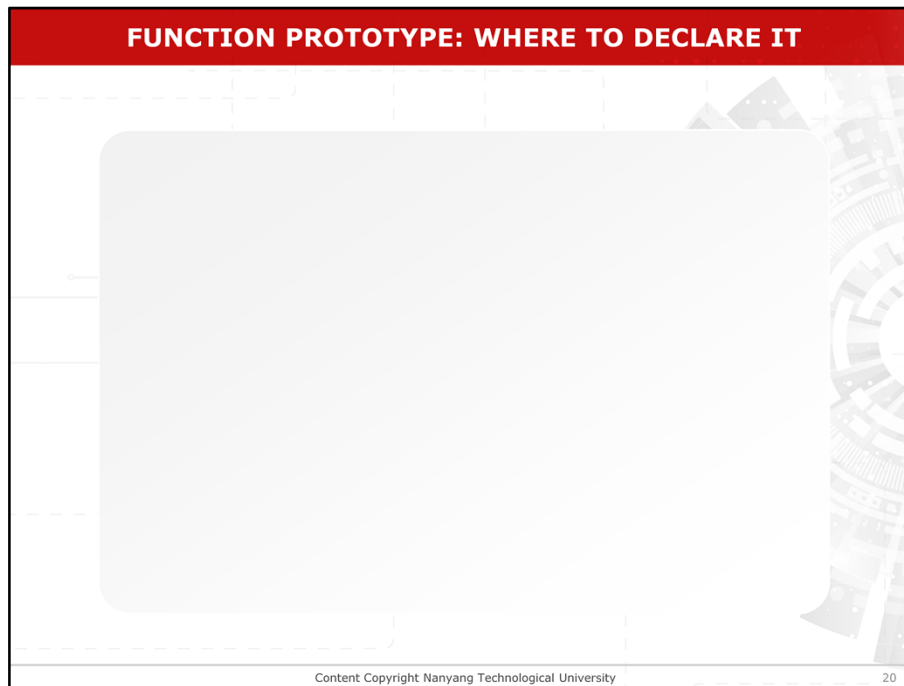 FUNCTION PROTOTYPE: WHERE TO DECLARE IT
Content Copyright Nanyang Technological University
20